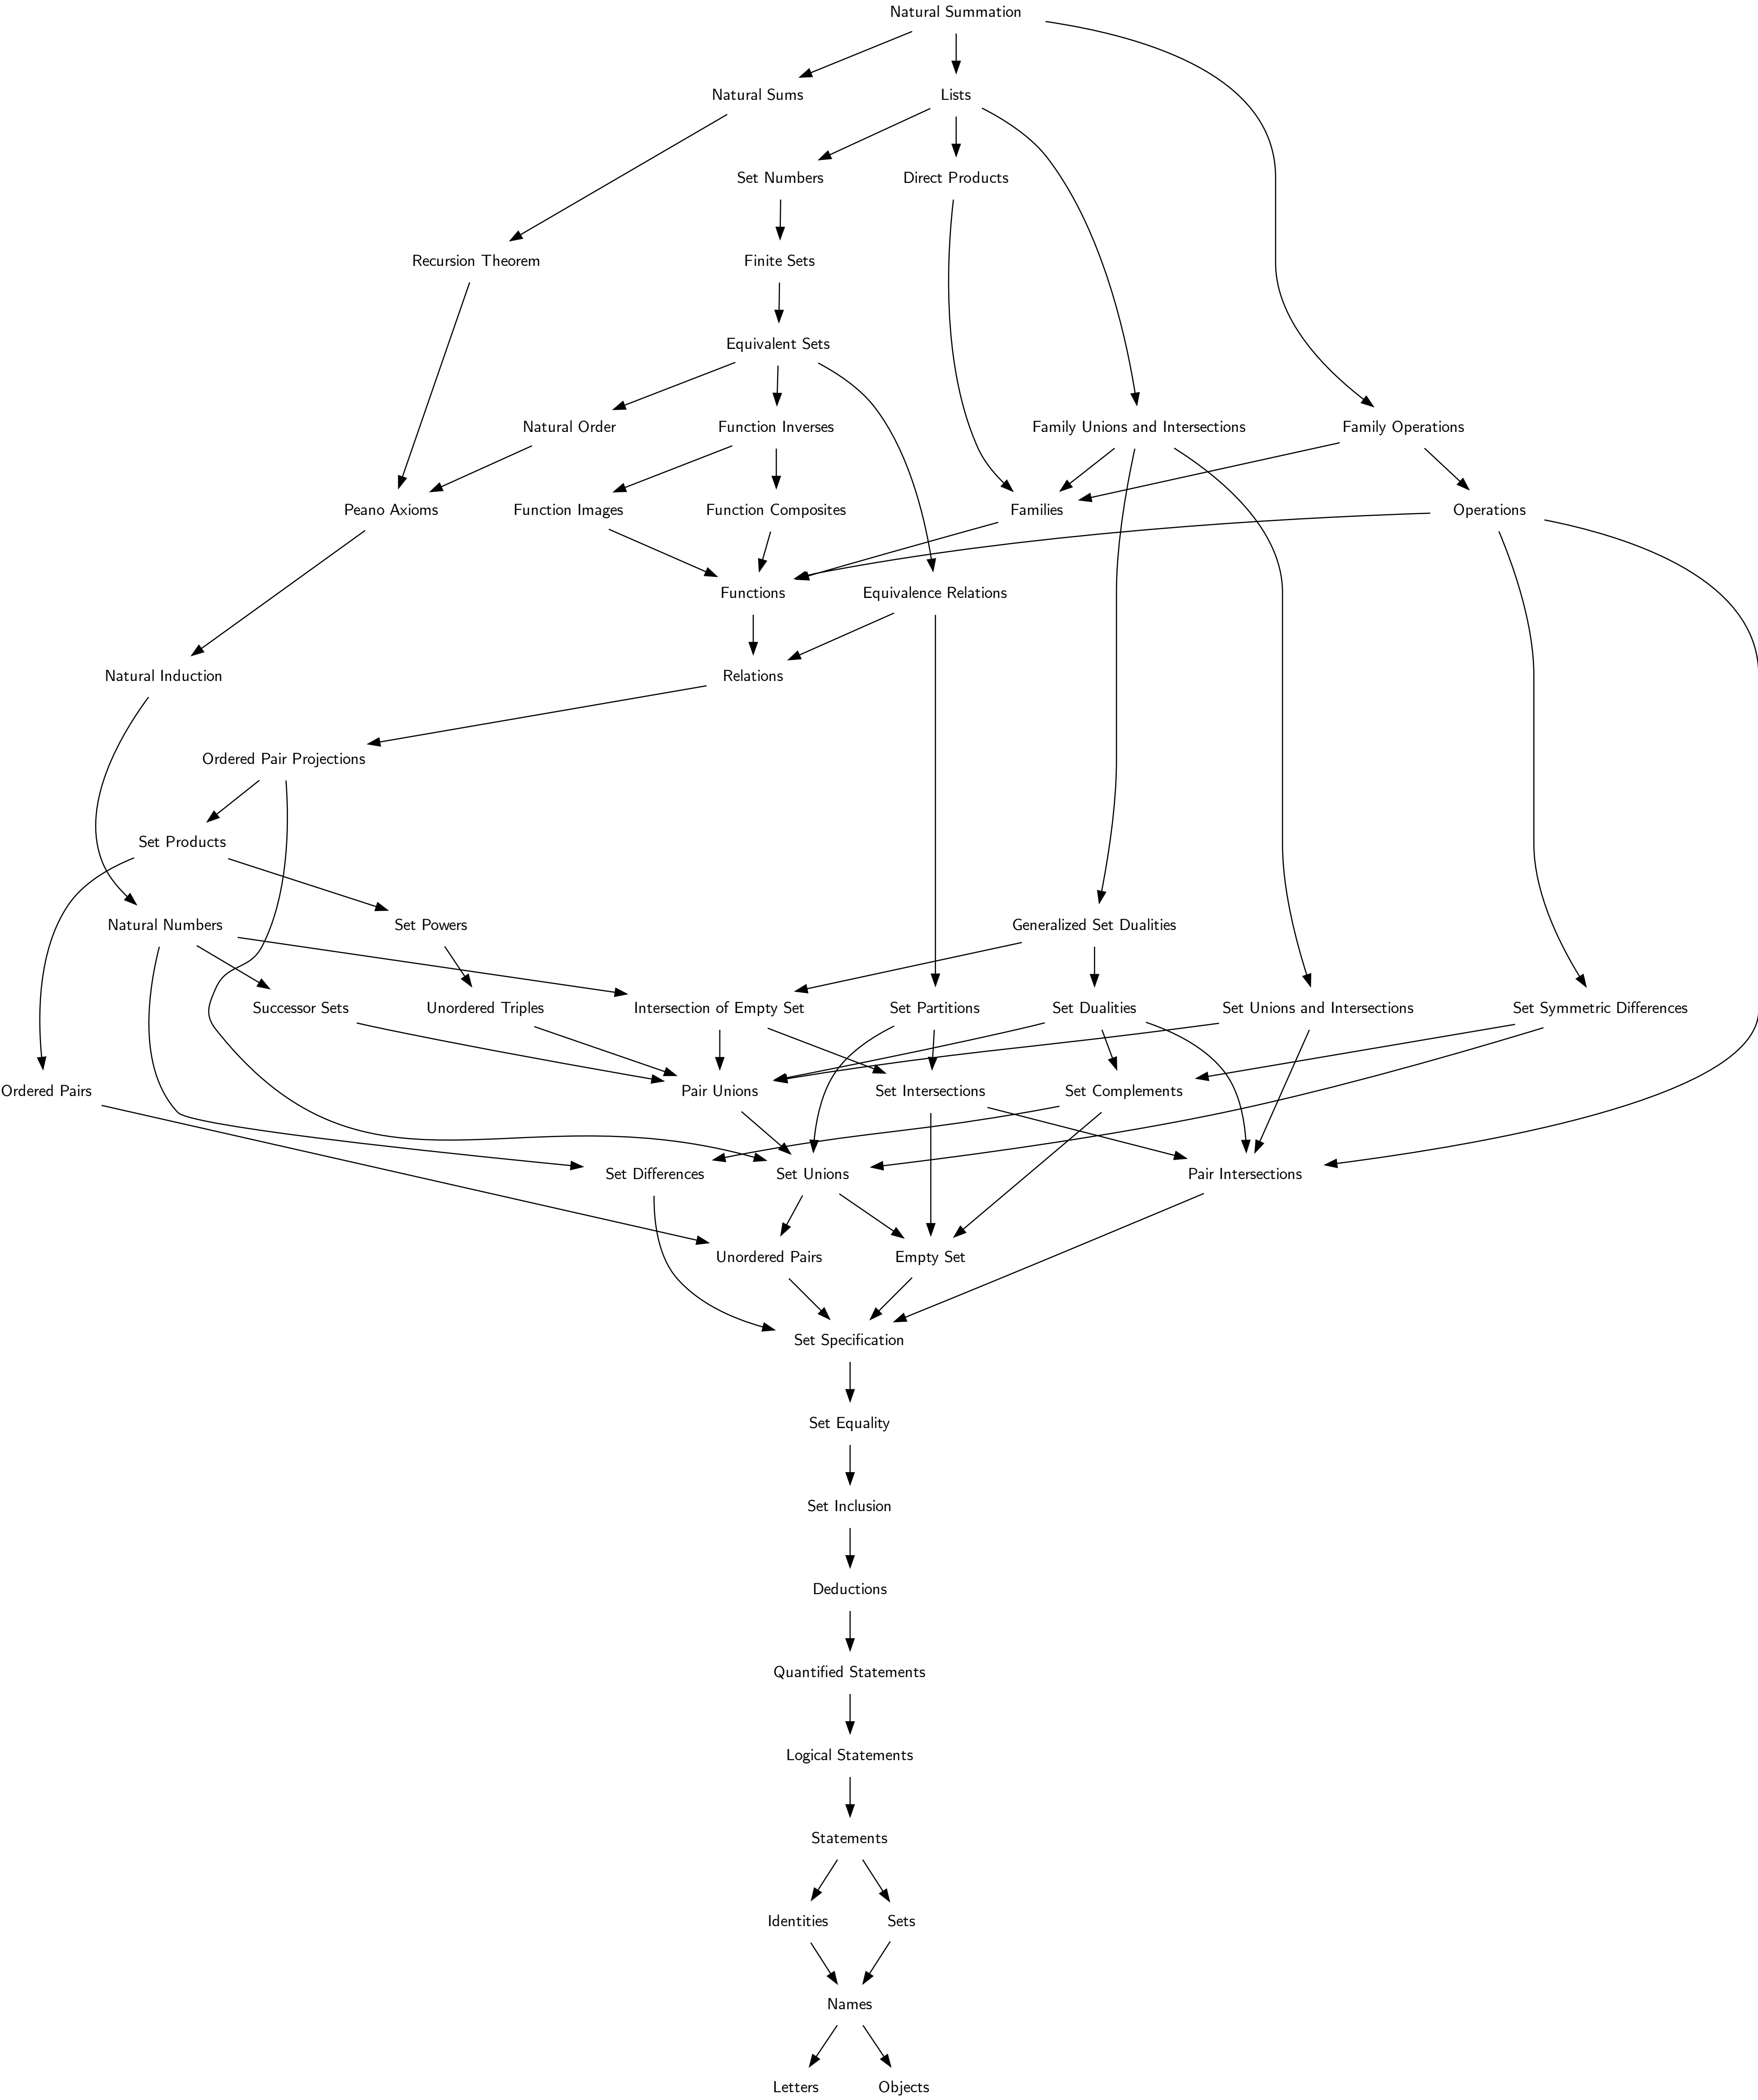 Natural Summation
Natural Sums
Lists
Set Numbers
Direct Products
Recursion Theorem
Finite Sets
Equivalent Sets
Natural Order
Function Inverses
Family Unions and Intersections
Family Operations
Peano Axioms
Function Images
Function Composites
Families
Operations
Functions
Equivalence Relations
Natural Induction
Relations
Ordered Pair Projections
Set Products
Natural Numbers
Set Powers
Generalized Set Dualities
Successor Sets
Unordered Triples
Intersection of Empty Set
Set Partitions
Set Dualities
Set Unions and Intersections
Set Symmetric Differences
Ordered Pairs
Pair Unions
Set Intersections
Set Complements
Set Differences
Set Unions
Pair Intersections
Unordered Pairs
Empty Set
Set Specification
Set Equality
Set Inclusion
Deductions
Quantified Statements
Logical Statements
Statements
Identities
Sets
Names
Letters
Objects